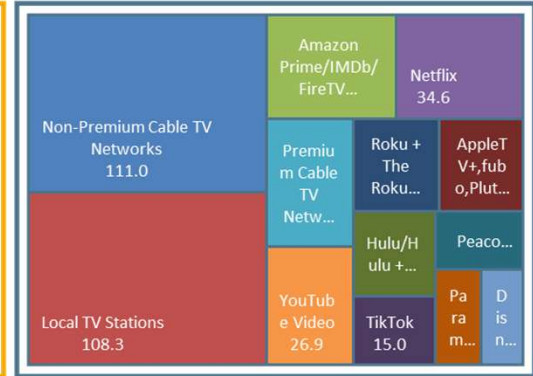 Non-Premium Cable TV
Networks
111.0
Local TV Stations
108.3
Amazon
Prime/IMDb/
FireTV...
Netflix
34.6
Premiu
m Cable
TV
Netw...
YouTub
e Video
26.9
Roku +
The
Roku...
AppleT
V+,fub
o,Plut...
Hulu/H
ulu +...
Peaco...
TikTok
15.0
Pa
ra
m...
D
is
n...